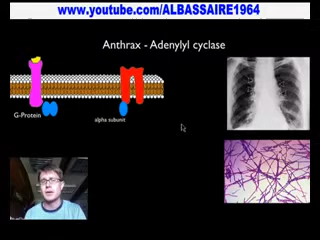 www.youtube.com/ALBASSAIRE1964
Anthrax - Adenylyl cyclase
G-Protein
alpha subunit